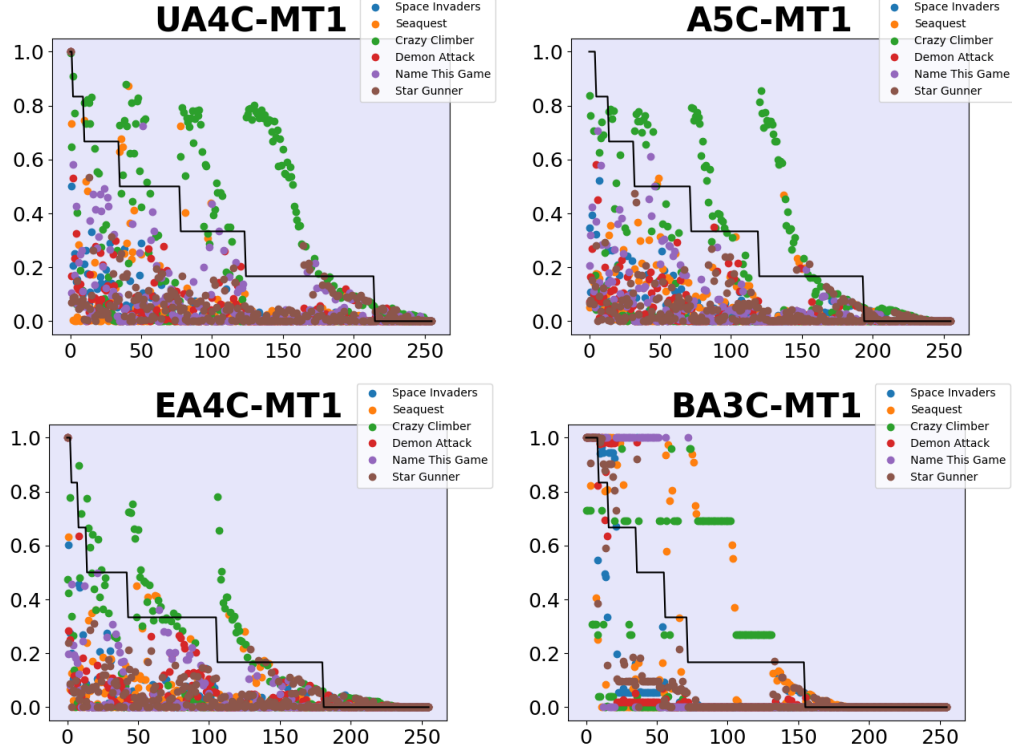 UA4C-MT1
Space Invaders
Seaquest
Crazy Climber
Demon Attack
Name This Game
Star Gunner
1.0
0.8
0.6
0.4
0.2
0.0
0 50 100 150 200 250
A5C-MT1
Space Invaders
Seaquest
Crazy Climber
Demon Attack
Name This Game
Star Gunner
1.0
0.8
0.6
0.4
0.2
0.0
0 50 100 150 200 250
EA4C-MT1
Space Invaders
Seaquest
Crazy Climber
Demon Attack
Name This Game
Star Gunner
1.0
0.8
0.6
0.4
0.2
0.0
0 50 100 150 200 250
BA3C-MT1
Space Invaders
Seaquest
Crazy Climber
Demon Attack
Name This Game
Star Gunner
1.0
0.8
0.6
0.4
0.2
0.0
0 50 100 150 200 250